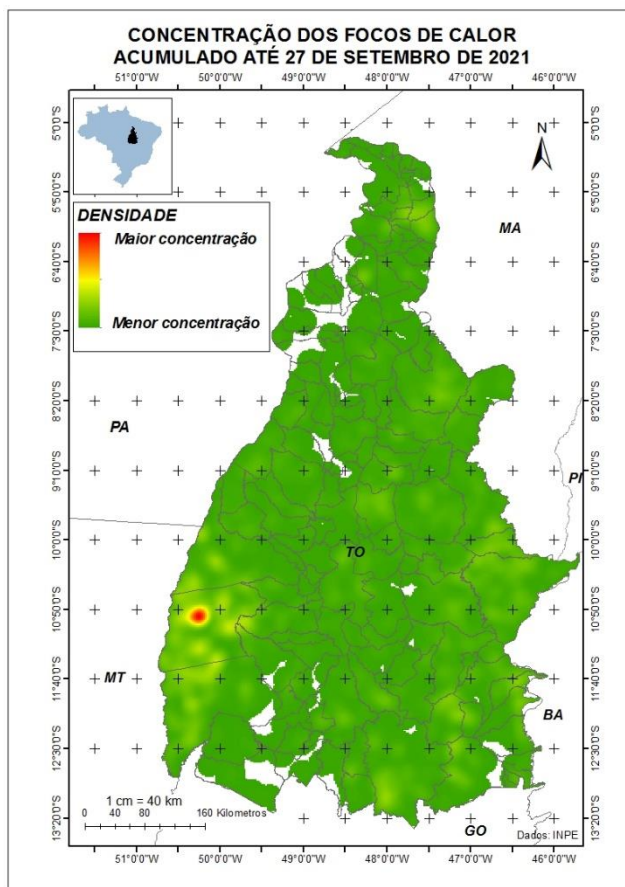 CONCENTRAÇÃO DOS FOCOS DE CALOR
ACUMULADO ATÉ 27 DE SETEMBRO DE 2021
51°0'0"W 50°0'0"W 49°0'0"W 48°0'0"W 47°0'0"W 46°0'0"W
N
DENSIDADE
Maior concentração
Menor concentração
5°0'0"S 5°0'0"S
5°50'0"S 5°50'0"S
MA
6°40'0"S 6°40'0"S
7°30'0"S 7°30'0"S
8°20'0"S 8°20'0"S
PA
9°10'0"S 9°10'0"S
PI
10°0'0"S 10°0'0"S
TO
10°50'0"S 10°50'0"S
11°40'0"S 11°40'0"S
MT
BA
12°30'0"S 12°30'0"S
1 cm = 40 km
0 40 80 160 Kilometros
13°20'0"S 13°20'0"S
GO
Dados: INPE
51°0'0"W 50°0'0"W 49°0'0"W 48°0'0"W 47°0'0"W 46°0'0"W